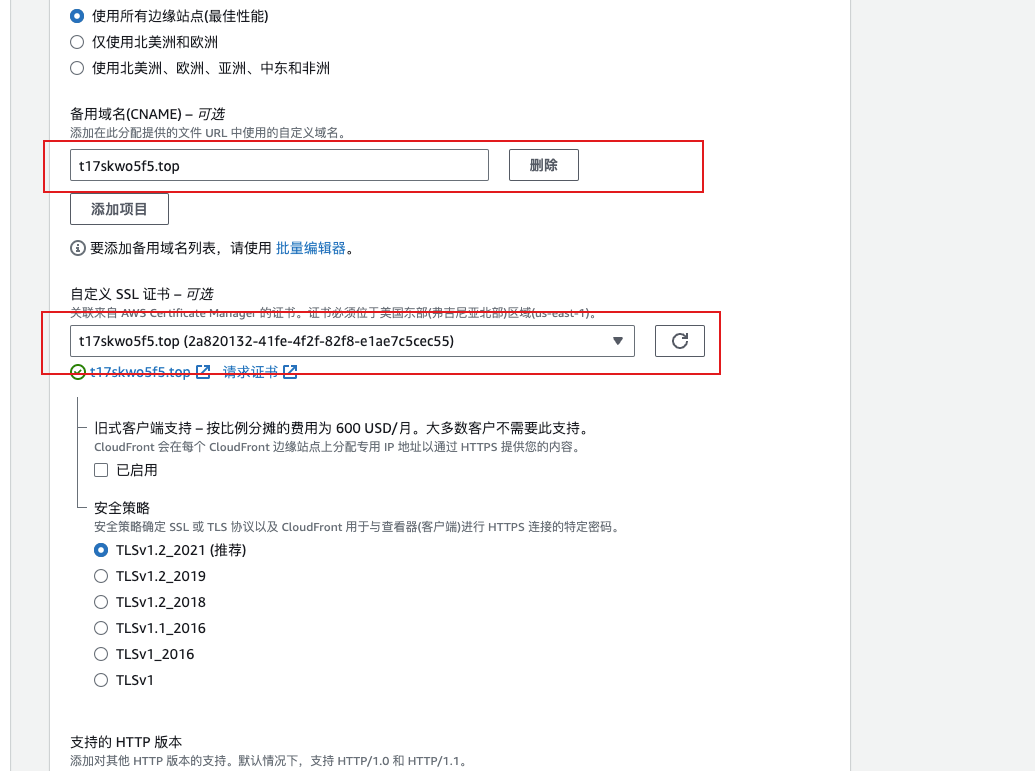 使用所有边缘站点(最佳性能)
仅使用北美洲和欧洲
使用北美洲、欧洲、亚洲、中东和非洲
备用域名(CNAME) – 可选
添加在此分配提供的文件 URL 中使用的自定义域名。
t17skwo5f5.top
删除
添加项目
要添加备用域名列表，请使用 批量编辑器。
自定义 SSL 证书 – 可选
关联来自 AWS Certificate Manager 的证书。证书必须位于美国东部(弗吉尼亚北部)区域(us-east-1)。
t17skwo5f5.top (2a820132-41fe-4f2f-82f8-e1ae7c5cec55)
t17skwo5f5.top 请求证书
旧式客户端支持 – 按比例分摊的费用为 600 USD/月。大多数客户不需要此支持。
CloudFront 会在每个 CloudFront 边缘站点上分配专用 IP 地址以通过 HTTPS 提供您的内容。
已启用
安全策略
安全策略确定 SSL 或 TLS 协议以及 CloudFront 用于与查看器(客户端)进行 HTTPS 连接的特定密码。
TLSv1.2_2021 (推荐)
TLSv1.2_2019
TLSv1.2_2018
TLSv1.1_2016
TLSv1_2016
TLSv1
支持的 HTTP 版本
添加对其他 HTTP 版本的支持。默认情况下，支持 HTTP/1.0 和 HTTP/1.1。